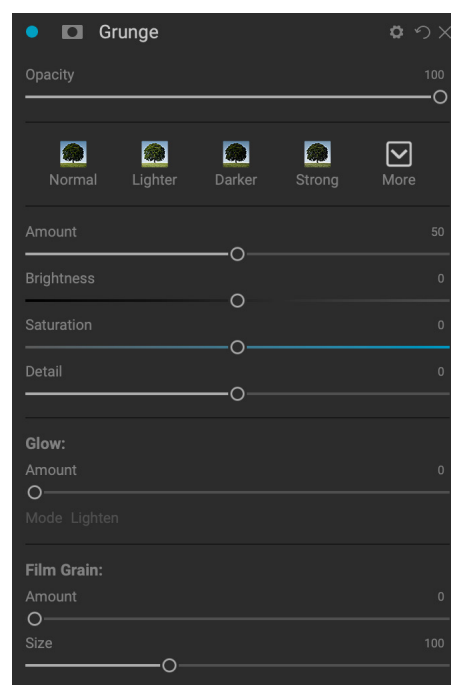 Grunge
Opacity 100
Normal Lighter Darker Strong More
Amount 50
Brightness 0
Saturation 0
Detail 0
Glow:
Amount 0
Mode Lighten
Film Grain:
Amount 0
Size 100